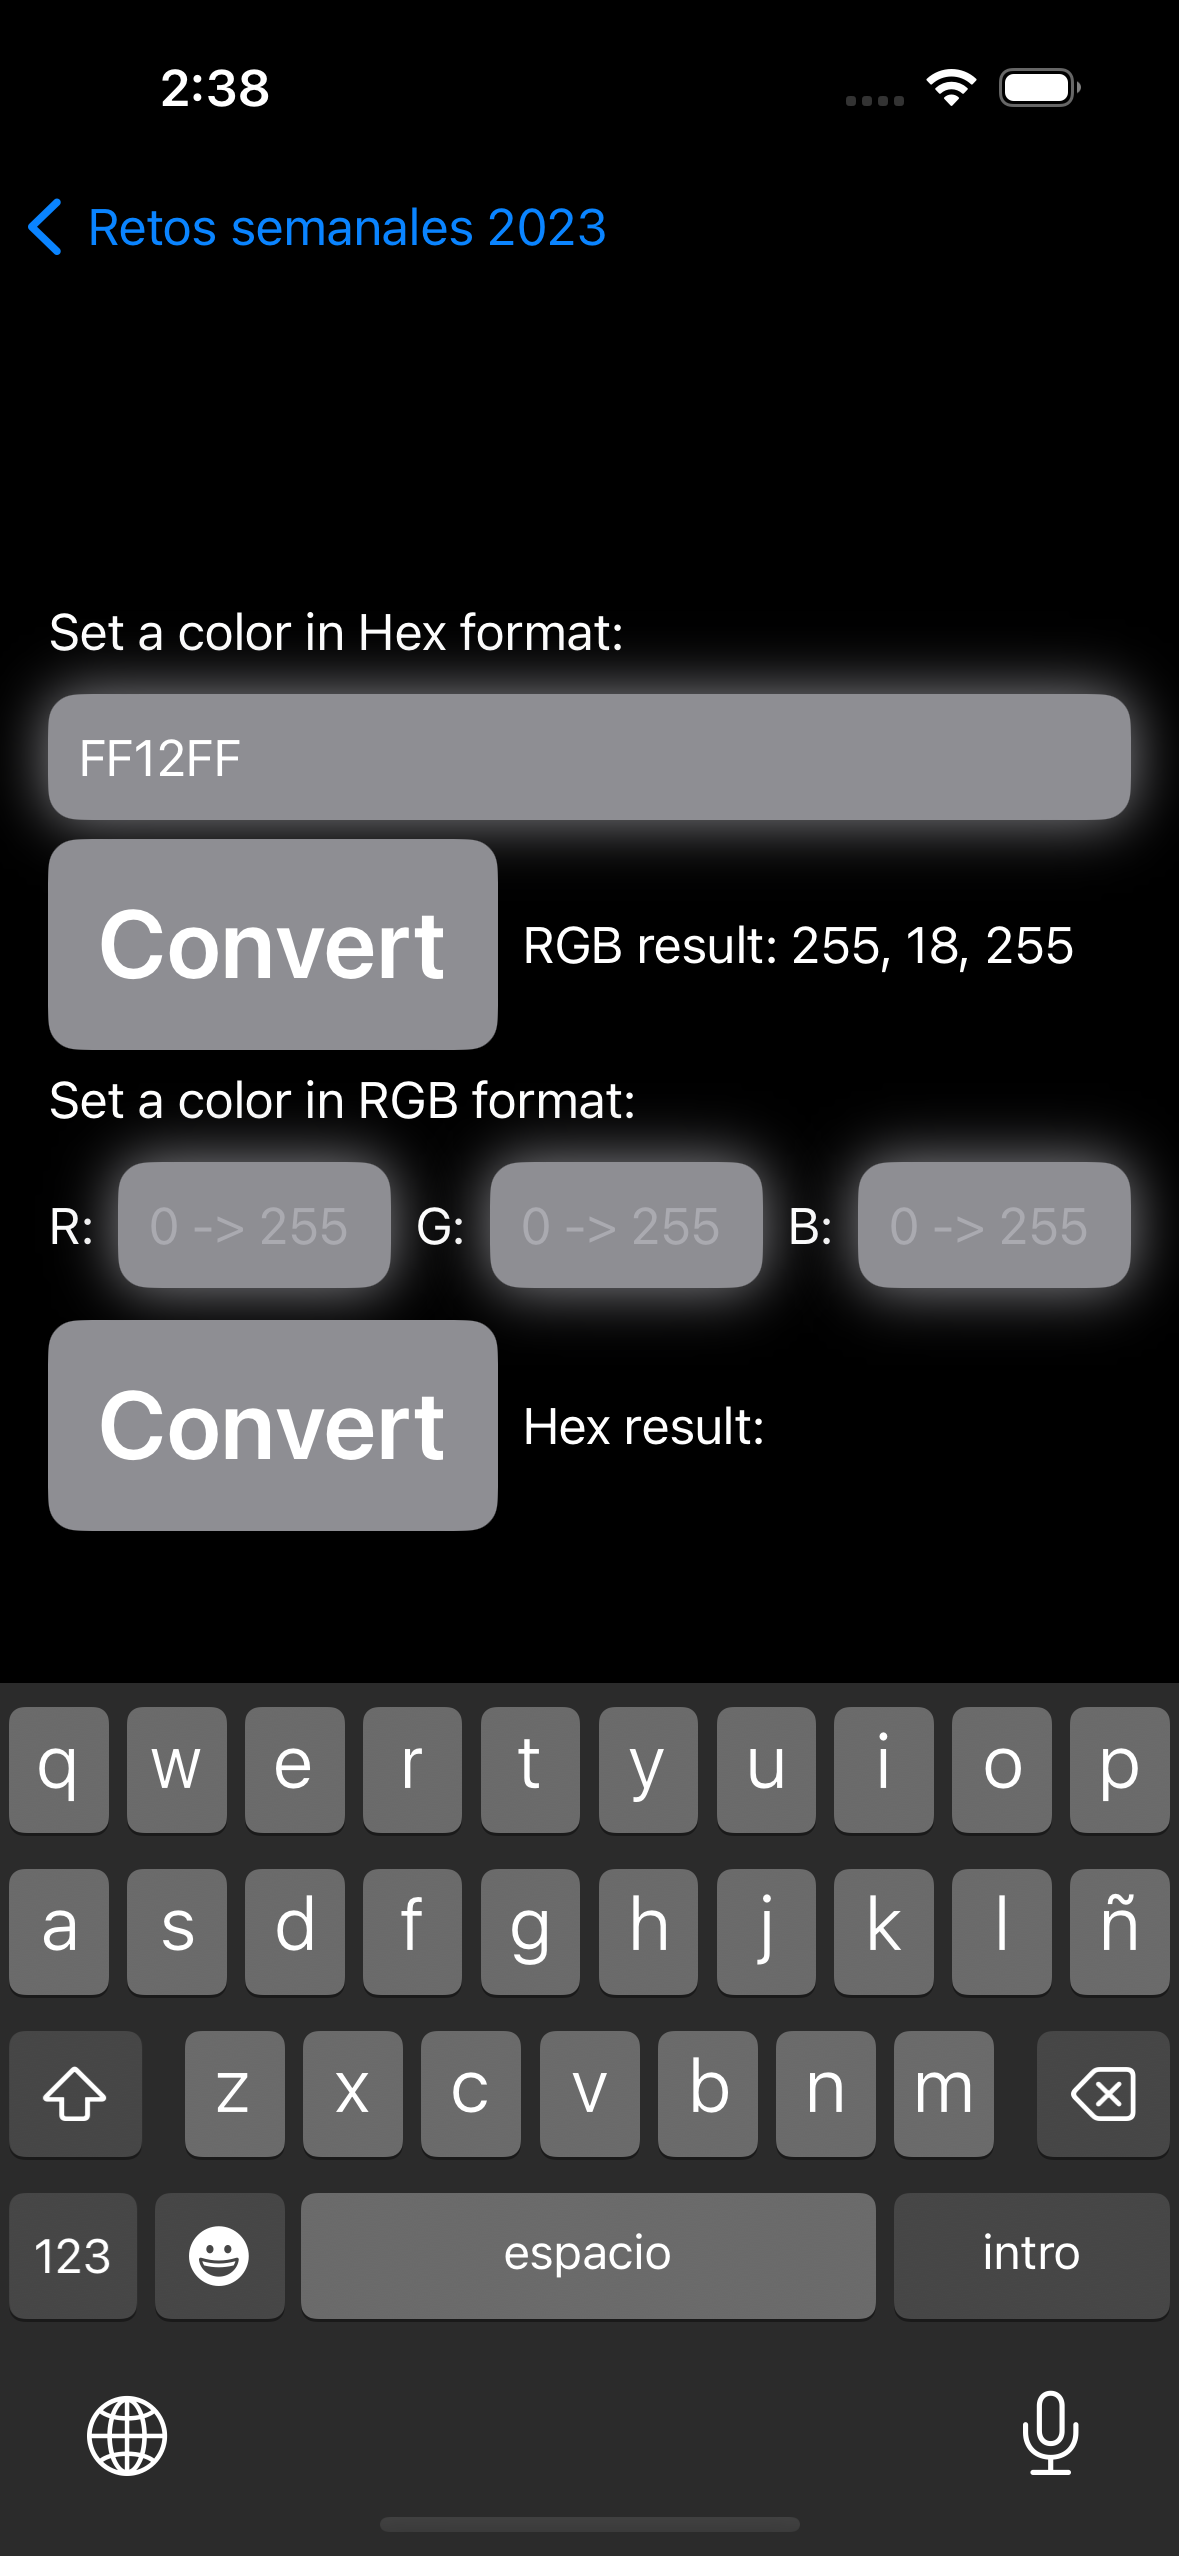 2:38
Retos semanales 2023
Set a color in Hex format:
FF12FF
Convert
RGB result: 255, 18, 255
Set a color in RGB format:
R: 0 -> 255 G: 0 -> 255 B: 0 -> 255
Convert
Hex result:
q w e r t y u i o p
a s d f g h j k l ñ
z x c v b n m
123 espacio intro